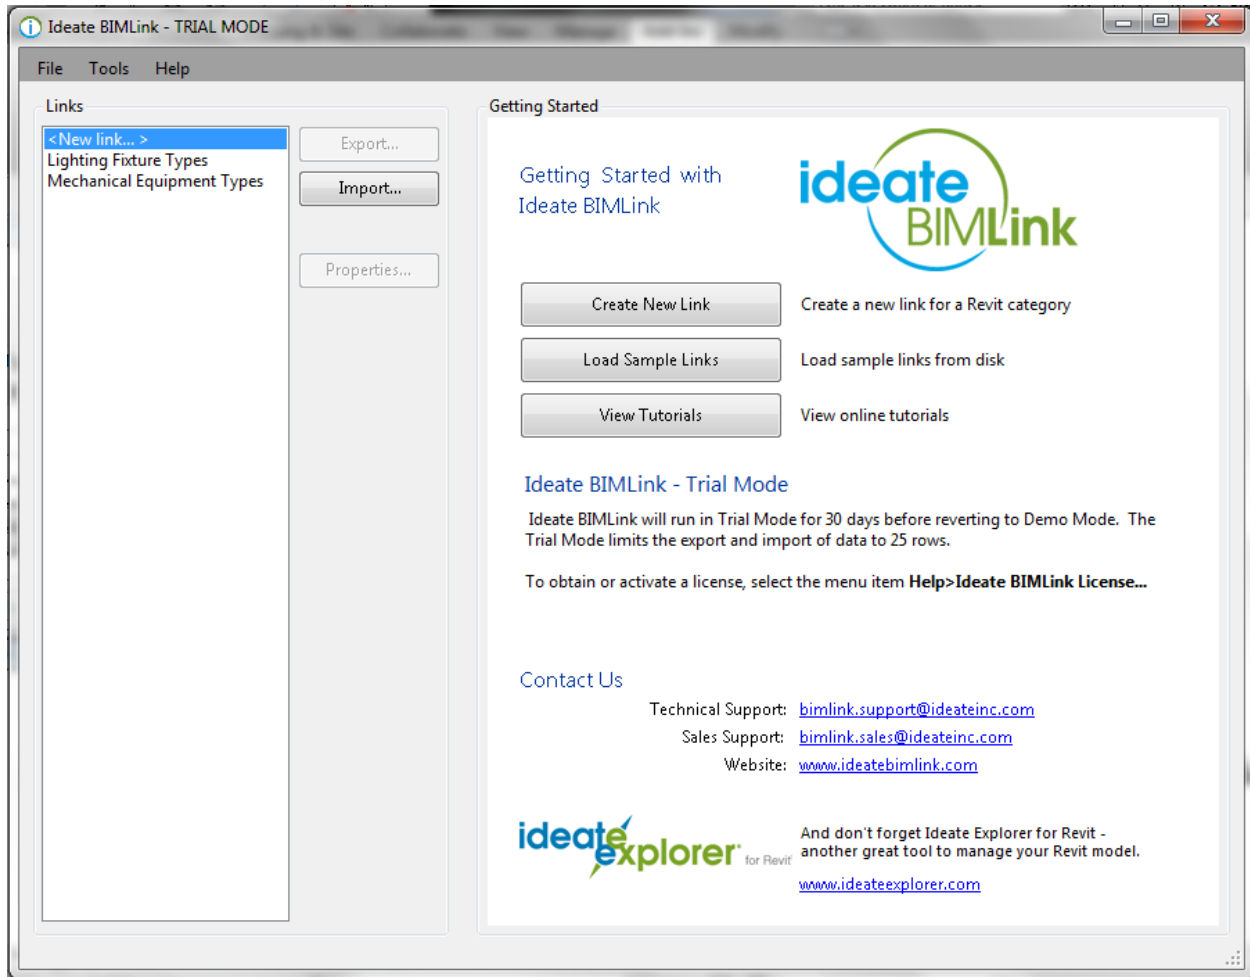 Ideate BIMLink - TRIAL MODE
File Tools Help
Links
<New link... >
Lighting Fixture Types
Mechanical Equipment Types
Export...
Import...
Properties...
Getting Started
Getting Started with
Ideate BIMLink
ideate
BIMLink
Create New Link
Create a new link for a Revit category
Load Sample Links
Load sample links from disk
View Tutorials
View online tutorials
Ideate BIMLink - Trial Mode
Ideate BIMLink will run in Trial Mode for 30 days before reverting to Demo Mode. The
Trial Mode limits the export and import of data to 25 rows.
To obtain or activate a license, select the menu item Help>Ideate BIMLink License...
Contact Us
Technical Support: bimlink.support@ideateinc.com
Sales Support: bimlink.sales@ideateinc.com
Website: www.ideatebimlink.com
ideate
explorer for Revit
And don't forget Ideate Explorer for Revit -
another great tool to manage your Revit model.
www.ideateexplorer.com